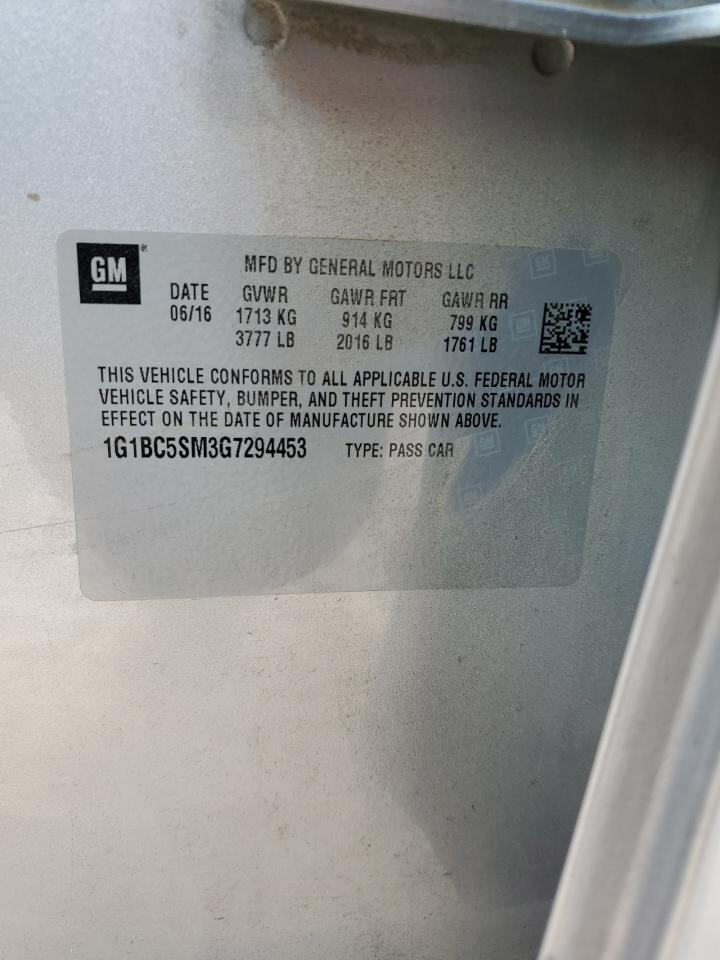 GM ®
MFD BY GENERAL MOTORS LLC
DATE GVWR GAWR FRT GAWR RR
06/16 1713 KG 914 KG 799 KG
3777 LB 2016 LB 1761 LB
THIS VEHICLE CONFORMS TO ALL APPLICABLE U.S. FEDERAL MOTOR
VEHICLE SAFETY, BUMPER, AND THEFT PREVENTION STANDARDS IN
EFFECT ON THE DATE OF MANUFACTURE SHOWN ABOVE.
1G1BC5SM3G7294453 TYPE: PASS CAR